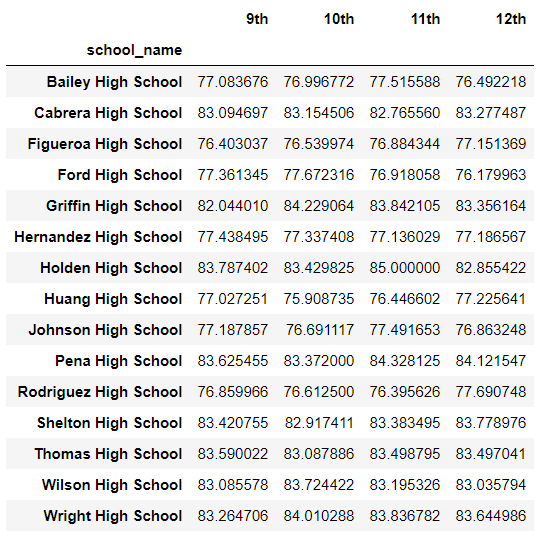 9th 10th 11th 12th
school_name
Bailey High School 77.083676 76.996772 77.515588 76.492218
Cabrera High School 83.094697 83.154506 82.765560 83.277487
Figueroa High School 76.403037 76.539974 76.884344 77.151369
Ford High School 77.361345 77.672316 76.918058 76.179963
Griffin High School 82.044010 84.229064 83.842105 83.356164
Hernandez High School 77.438495 77.337408 77.136029 77.186567
Holden High School 83.787402 83.429825 85.000000 82.855422
Huang High School 77.027251 75.908735 76.446602 77.225641
Johnson High School 77.187857 76.691117 77.491653 76.863248
Pena High School 83.625455 83.372000 84.328125 84.121547
Rodriguez High School 76.859966 76.612500 76.395626 77.690748
Shelton High School 83.420755 82.917411 83.383495 83.778976
Thomas High School 83.590022 83.087886 83.498795 83.497041
Wilson High School 83.085578 83.724422 83.195326 83.035794
Wright High School 83.264706 84.010288 83.836782 83.644986